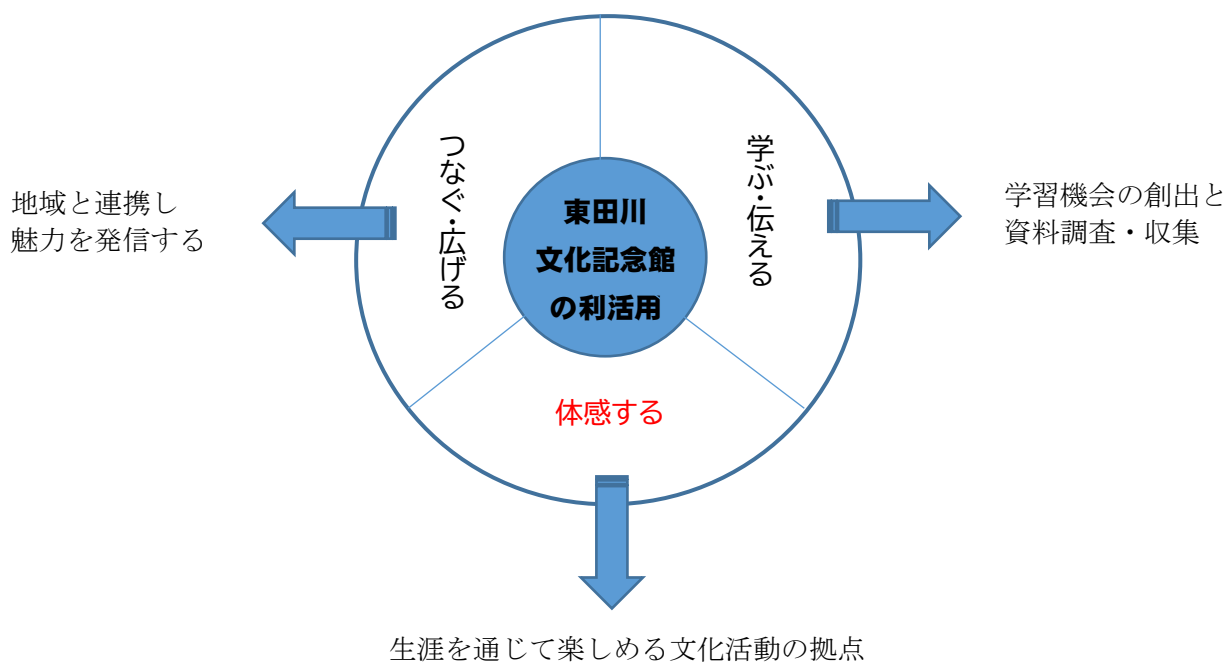 つなぐ・広げる
学ぶ・伝える
地域と連携し
魅力を発信する
東田川
文化記念館
の利活用
学習機会の創出と
資料調査・収集
体感する
生涯を通じて楽しめる文化活動の拠点